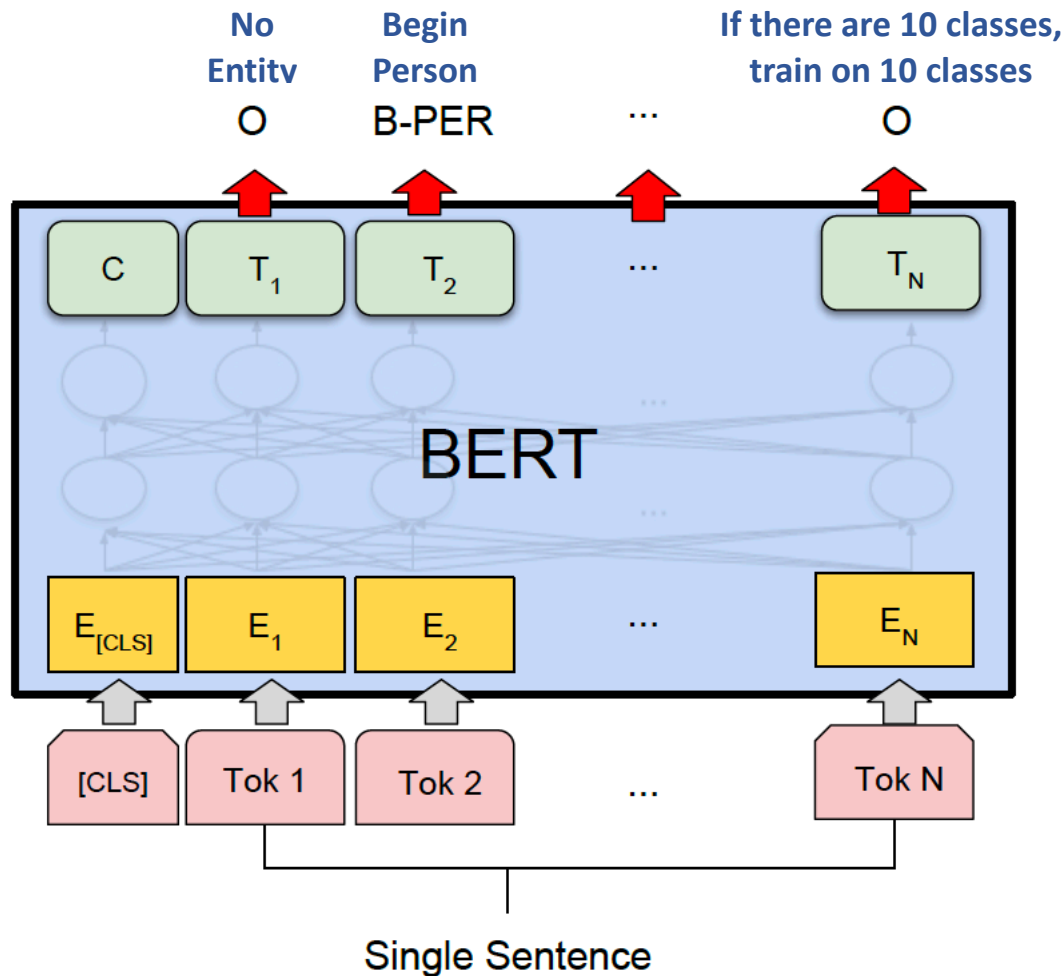 No Begin If there are 10 classes,
Entity Person train on 10 classes
O B-PER ... O
C T1 T2 ... TN
...
BERT
...
E[CLS] E1 E2 ... EN
[CLS] Tok 1 Tok 2 ... Tok N
Single Sentence